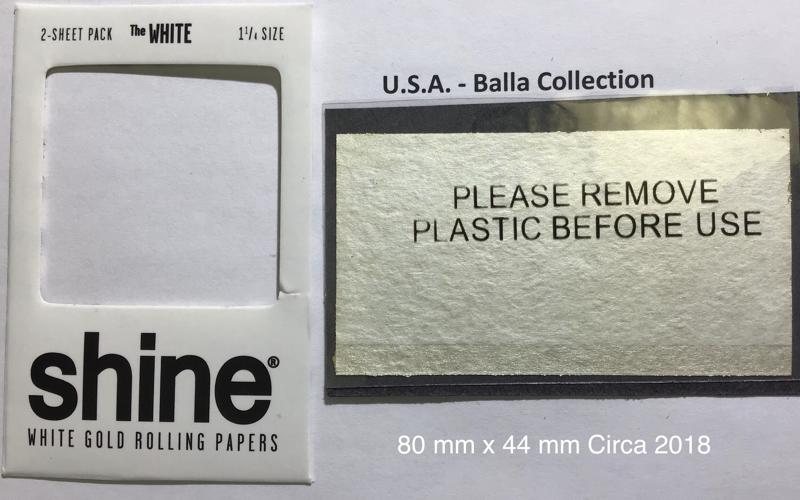 2-SHEET PACK The WHITE 1¼ SIZE
shine®
WHITE GOLD ROLLING PAPERS
U.S.A. - Balla Collection
PLEASE REMOVE
PLASTIC BEFORE USE
80 mm x 44 mm Circa 2018